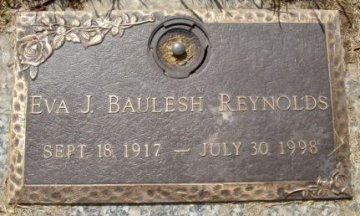 EVA J. BAULESH REYNOLDS
SEPT. 18, 1917 — JULY 30, 1998